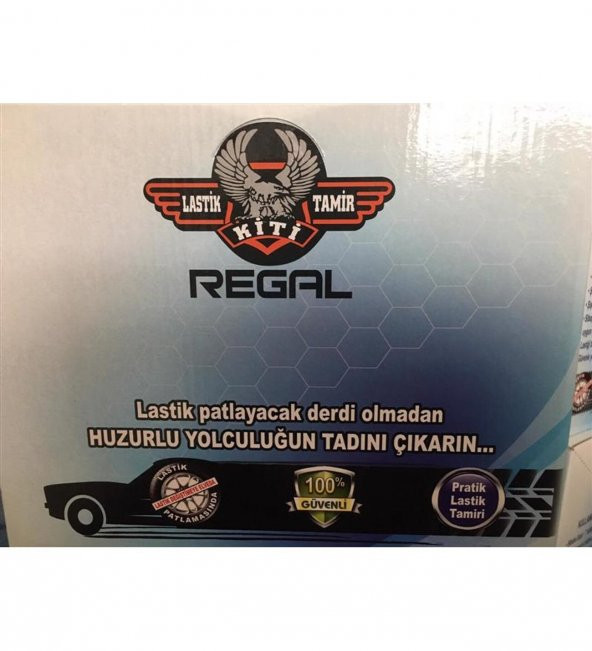 LASTİK TAMİR
KİTİ
REGAL
Lastik patlayacak derdi olmadan
HUZURLU YOLCULUĞUN TADINI ÇIKARIN...
LASTİK
PATLAMASINDA
100%
GÜVENLİ
Pratik
Lastik
Tamiri